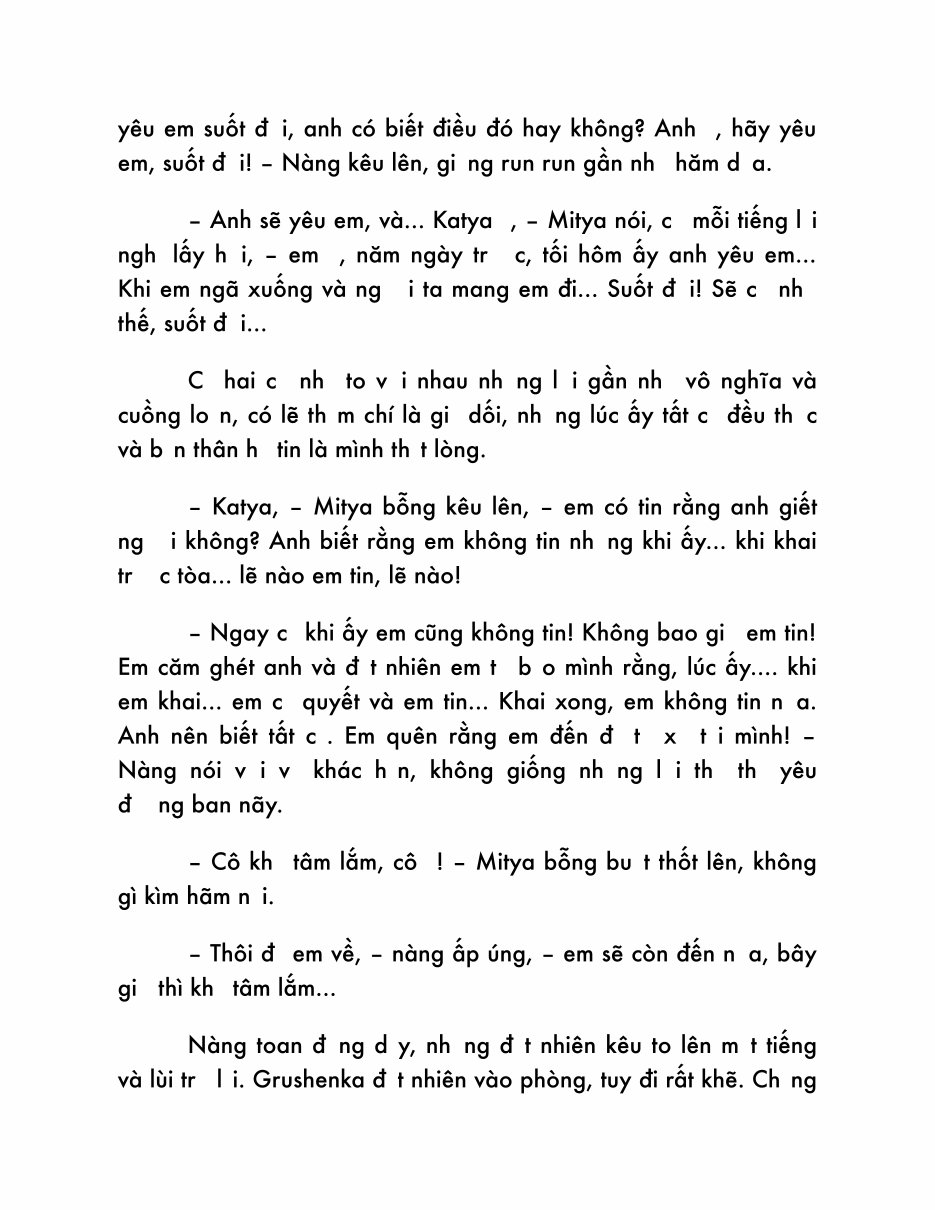 yêu em suốt đ i, anh có biết điều đó hay không? Anh  , hãy yêu
em, suốt đ i! – Nàng kêu lên, gi ng run run gần nh  hăm d a.
– Anh sẽ yêu em, và... Katya  , – Mitya nói, c  mỗi tiếng l i
ngh  lấy h i, – em  , năm ngày tr  c, tối hôm ấy anh yêu em...
Khi em ngã xuống và ng  i ta mang em đi... Suốt đ i! Sẽ c  nh
thế, suốt đ i...
C  hai c  nh  to v i nhau nh ng l i gần nh  vô nghĩa và
cuồng lo n, có lẽ th m chí là gi  dối, nh ng lúc ấy tất c  đều th c
và b n thân h  tin là mình th t lòng.
– Katya, – Mitya bỗng kêu lên, – em có tin rằng anh giết
ng  i không? Anh biết rằng em không tin nh ng khi ấy... khi khai
tr  c tòa... lẽ nào em tin, lẽ nào!
– Ngay c  khi ấy em cũng không tin! Không bao gi  em tin!
Em căm ghét anh và đ t nhiên em t  b o mình rằng, lúc ấy.... khi
em khai... em c  quyết và em tin... Khai xong, em không tin n a.
Anh nên biết tất c . Em quên rằng em đến đ t  x  t i mình! –
Nàng nói v i v  khác h n, không giống nh ng l i th  th  yêu
đ  ng ban nãy.
– Cô kh  tâm lắm, cô  ! – Mitya bỗng bu t thốt lên, không
gì kìm hãm n i.
– Thôi đ  em về, – nàng ấp úng, – em sẽ còn đến n a, bây
gi  thì kh  tâm lắm...
Nàng toan đ ng d y, nh ng đ t nhiên kêu to lên m t tiếng
và lùi tr  l i. Grushenka đ t nhiên vào phòng, tuy đi rất khẽ. Ch ng